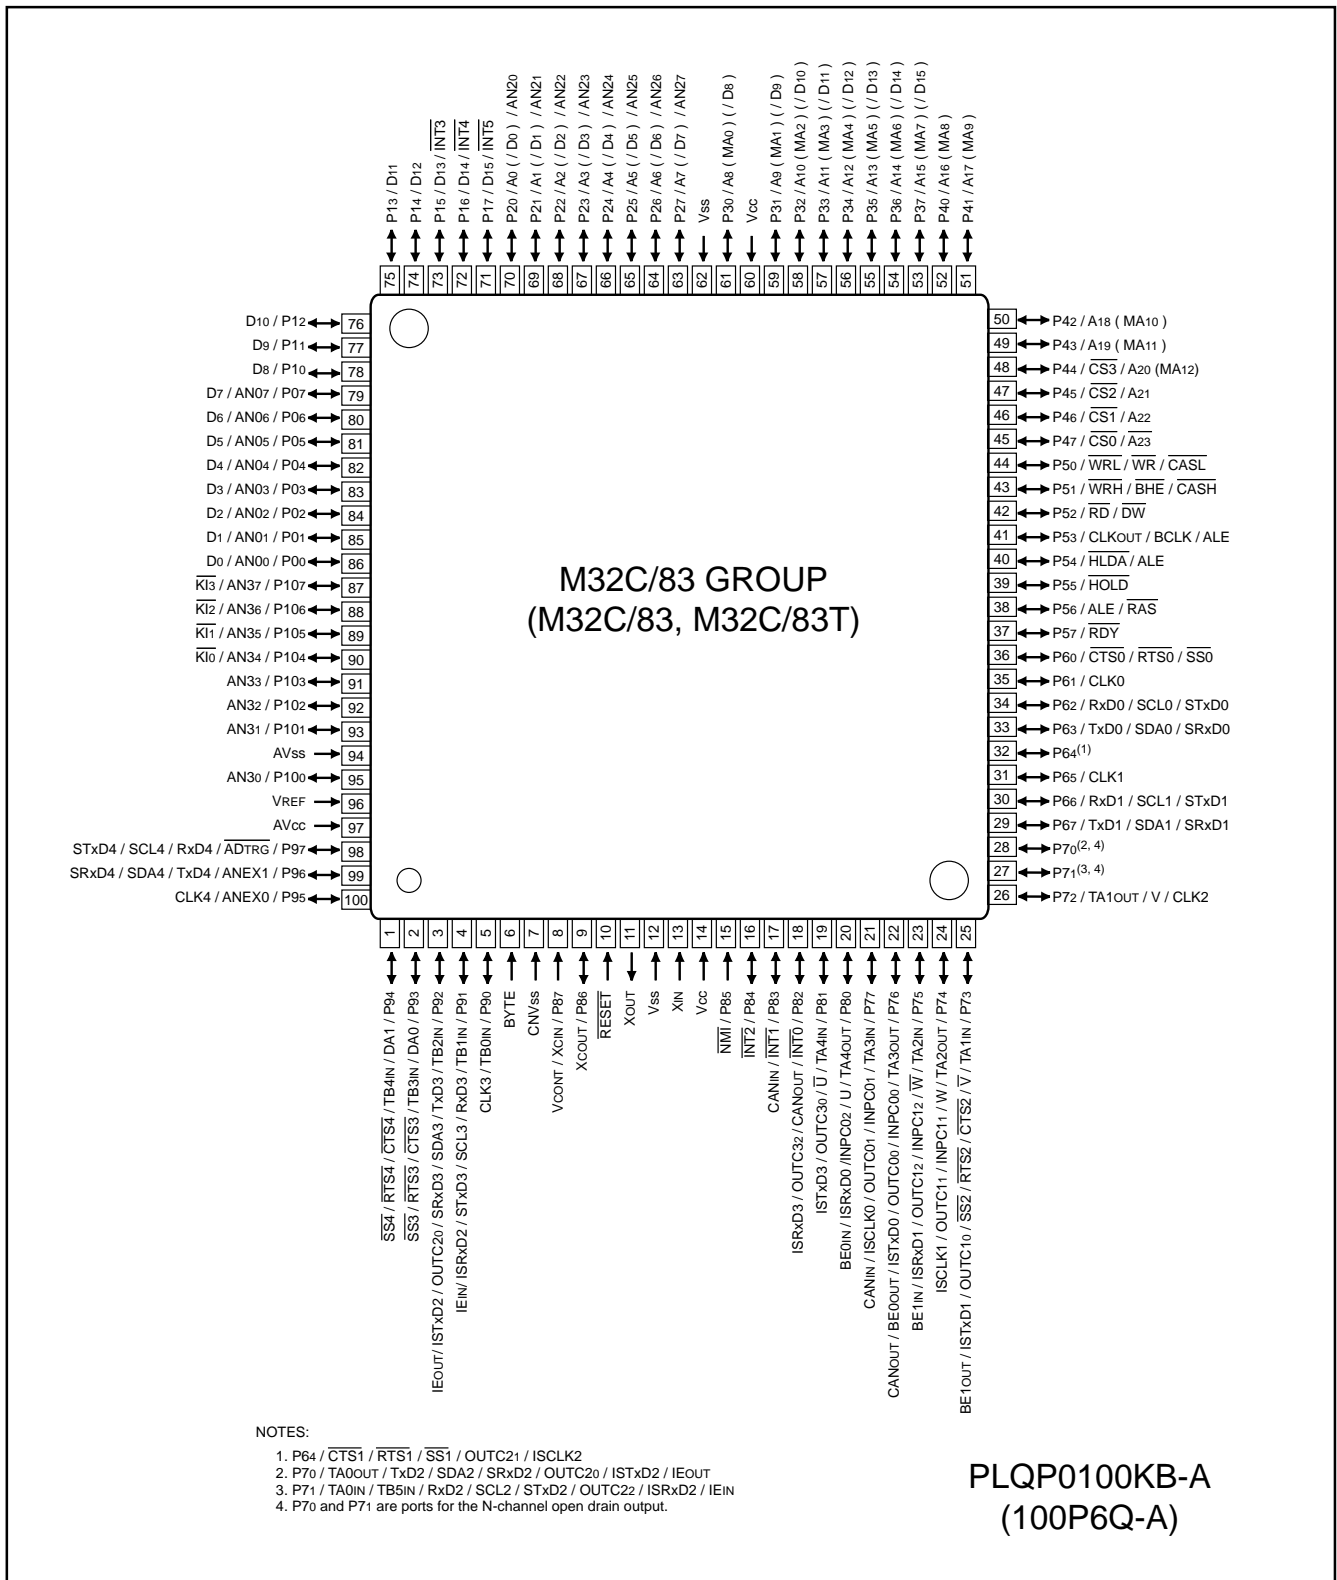 P13 / D11
P14 / D12
P15 / D13 / INT3
P16 / D14 / INT4
P17 / D15 / INT5
P20 / A0 ( / D0 ) / AN20
P21 / A1 ( / D1 ) / AN21
P22 / A2 ( / D2 ) / AN22
P23 / A3 ( / D3 ) / AN23
P24 / A4 ( / D4 ) / AN24
P25 / A5 ( / D5 ) / AN25
P26 / A6 ( / D6 ) / AN26
P27 / A7 ( / D7 ) / AN27
Vss
P30 / A8 ( MA0 ) ( / D8 )
Vcc
P31 / A9 ( MA1 ) ( / D9 )
P32 / A10 ( MA2 ) ( / D10 )
P33 / A11 ( MA3 ) ( / D11 )
P34 / A12 ( MA4 ) ( / D12 )
P35 / A13 ( MA5 ) ( / D13 )
P36 / A14 ( MA6 ) ( / D14 )
P37 / A15 ( MA7 ) ( / D15 )
P40 / A16 ( MA8 )
P41 / A17 ( MA9 )
75 74 73 72 71 70 69 68 67 66 65 64 63 62 61 60 59 58 57 56 55 54 53 52 51
D10 / P12 76
D9 / P11 77
D8 / P10 78
D7 / AN07 / P07 79
D6 / AN06 / P06 80
D5 / AN05 / P05 81
D4 / AN04 / P04 82
D3 / AN03 / P03 83
D2 / AN02 / P02 84
D1 / AN01 / P01 85
D0 / AN00 / P00 86
KI3 / AN37 / P107 87
KI2 / AN36 / P106 88
KI1 / AN35 / P105 89
KI0 / AN34 / P104 90
AN33 / P103 91
AN32 / P102 92
AN31 / P101 93
AVss 94
AN30 / P100 95
VREF 96
AVcc 97
STxD4 / SCL4 / RxD4 / ADTRG / P97 98
SRxD4 / SDA4 / TxD4 / ANEX1 / P96 99
CLK4 / ANEX0 / P95 100
M32C/83 GROUP
(M32C/83, M32C/83T)
50 P42 / A18 ( MA10 )
49 P43 / A19 ( MA11 )
48 P44 / CS3 / A20 (MA12)
47 P45 / CS2 / A21
46 P46 / CS1 / A22
45 P47 / CS0 / A23
44 P50 / WRL / WR / CASL
43 P51 / WRH / BHE / CASH
42 P52 / RD / DW
41 P53 / CLKOUT / BCLK / ALE
40 P54 / HLDA / ALE
39 P55 / HOLD
38 P56 / ALE / RAS
37 P57 / RDY
36 P60 / CTS0 / RTS0 / SS0
35 P61 / CLK0
34 P62 / RxD0 / SCL0 / STxD0
33 P63 / TxD0 / SDA0 / SRxD0
32 P64(1)
31 P65 / CLK1
30 P66 / RxD1 / SCL1 / STxD1
29 P67 / TxD1 / SDA1 / SRxD1
28 P70(2, 4)
27 P71(3, 4)
26 P72 / TA1OUT / V / CLK2
1 2 3 4 5 6 7 8 9 10 11 12 13 14 15 16 17 18 19 20 21 22 23 24 25
SS4 / RTS4 / CTS4 / TB4IN / DA1 / P94
SS3 / RTS3 / CTS3 / TB3IN / DA0 / P93
IEOUT/ ISTxD2 / OUTC20 / SRxD3 / SDA3 / TxD3 / TB2IN / P92
IEIN/ ISRxD2 / STxD3 / SCL3 / RxD3 / TB1IN / P91
CLK3 / TB0IN / P90
BYTE
CNVss
VCONT / XCIN / P87
XCOUT / P86
RESET
XOUT
Vss
XIN
Vcc
NMI / P85
INT2 / P84
CANIN / INT1 / P83
ISRxD3 / OUTC32 / CANOUT / INT0 / P82
ISTxD3 / OUTC30 / U / TA4IN / P81
BE0IN / ISRxD0 /INPC02 / U / TA4OUT / P80
CANIN / ISCLK0 / OUTC01 / INPC01 / TA3IN / P77
CANOUT / BE0OUT / ISTxD0 / OUTC00 / INPC00 / TA3OUT / P76
BE1IN / ISRxD1 / OUTC12 / INPC12 / W / TA2IN / P75
ISCLK1 / OUTC11 / INPC11 / W / TA2OUT / P74
BE1OUT / ISTxD1 / OUTC10 / SS2 / RTS2 / CTS2 / V / TA1IN / P73
NOTES:
1. P64 / CTS1 / RTS1 / SS1 / OUTC21 / ISCLK2
2. P70 / TA0OUT / TxD2 / SDA2 / SRxD2 / OUTC20 / ISTxD2 / IEOUT
3. P71 / TA0IN / TB5IN / RxD2 / SCL2 / STxD2 / OUTC22 / ISRxD2 / IEIN
4. P70 and P71 are ports for the N-channel open drain output.
PLQP0100KB-A
(100P6Q-A)